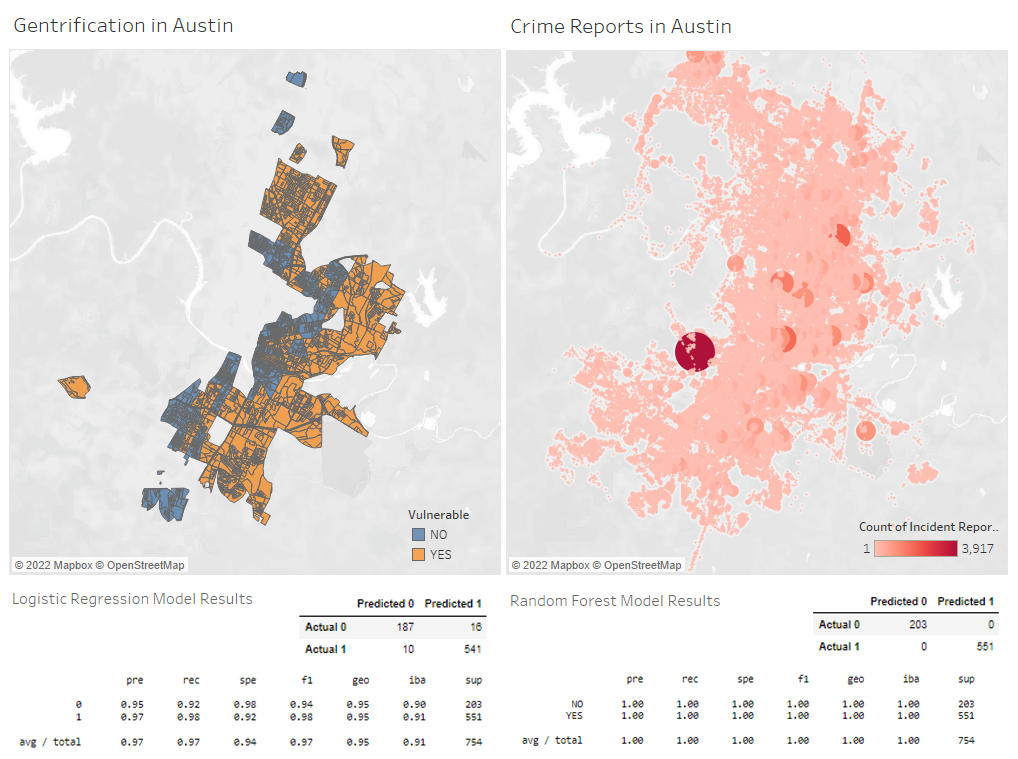 Gentrification in Austin
Crime Reports in Austin
Vulnerable
NO
YES
© 2022 Mapbox © OpenStreetMap
Count of Incident Repor..
1 3,917
© 2022 Mapbox © OpenStreetMap
Logistic Regression Model Results
Predicted 0 Predicted 1
Actual 0 187 16
Actual 1 10 541
pre rec spe f1 geo iba sup
0 0.95 0.92 0.98 0.94 0.95 0.90 203
1 0.97 0.98 0.92 0.98 0.95 0.91 551
avg / total 0.97 0.97 0.94 0.97 0.95 0.91 754
Random Forest Model Results
Predicted 0 Predicted 1
Actual 0 203 0
Actual 1 0 551
pre rec spe f1 geo iba sup
NO 1.00 1.00 1.00 1.00 1.00 1.00 203
YES 1.00 1.00 1.00 1.00 1.00 1.00 551
avg / total 1.00 1.00 1.00 1.00 1.00 1.00 754